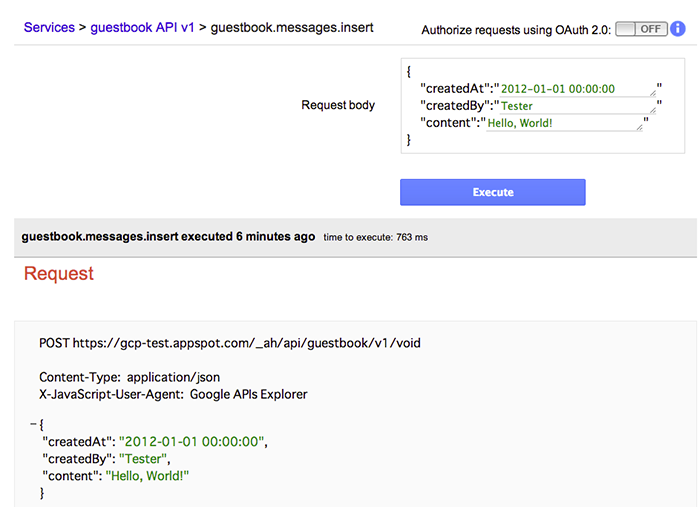 Services > guestbook API v1 > guestbook.messages.insert
Authorize requests using OAuth 2.0: OFF i
Request body
{
"createdAt":"2012-01-01 00:00:00"
"createdBy":"Tester"
"content":"Hello, World!"
}
Execute
guestbook.messages.insert executed 6 minutes ago time to execute: 763 ms
Request
POST https://gcp-test.appspot.com/_ah/api/guestbook/v1/void
Content-Type: application/json
X-JavaScript-User-Agent: Google APIs Explorer
– {
"createdAt": "2012-01-01 00:00:00",
"createdBy": "Tester",
"content": "Hello, World!"
}